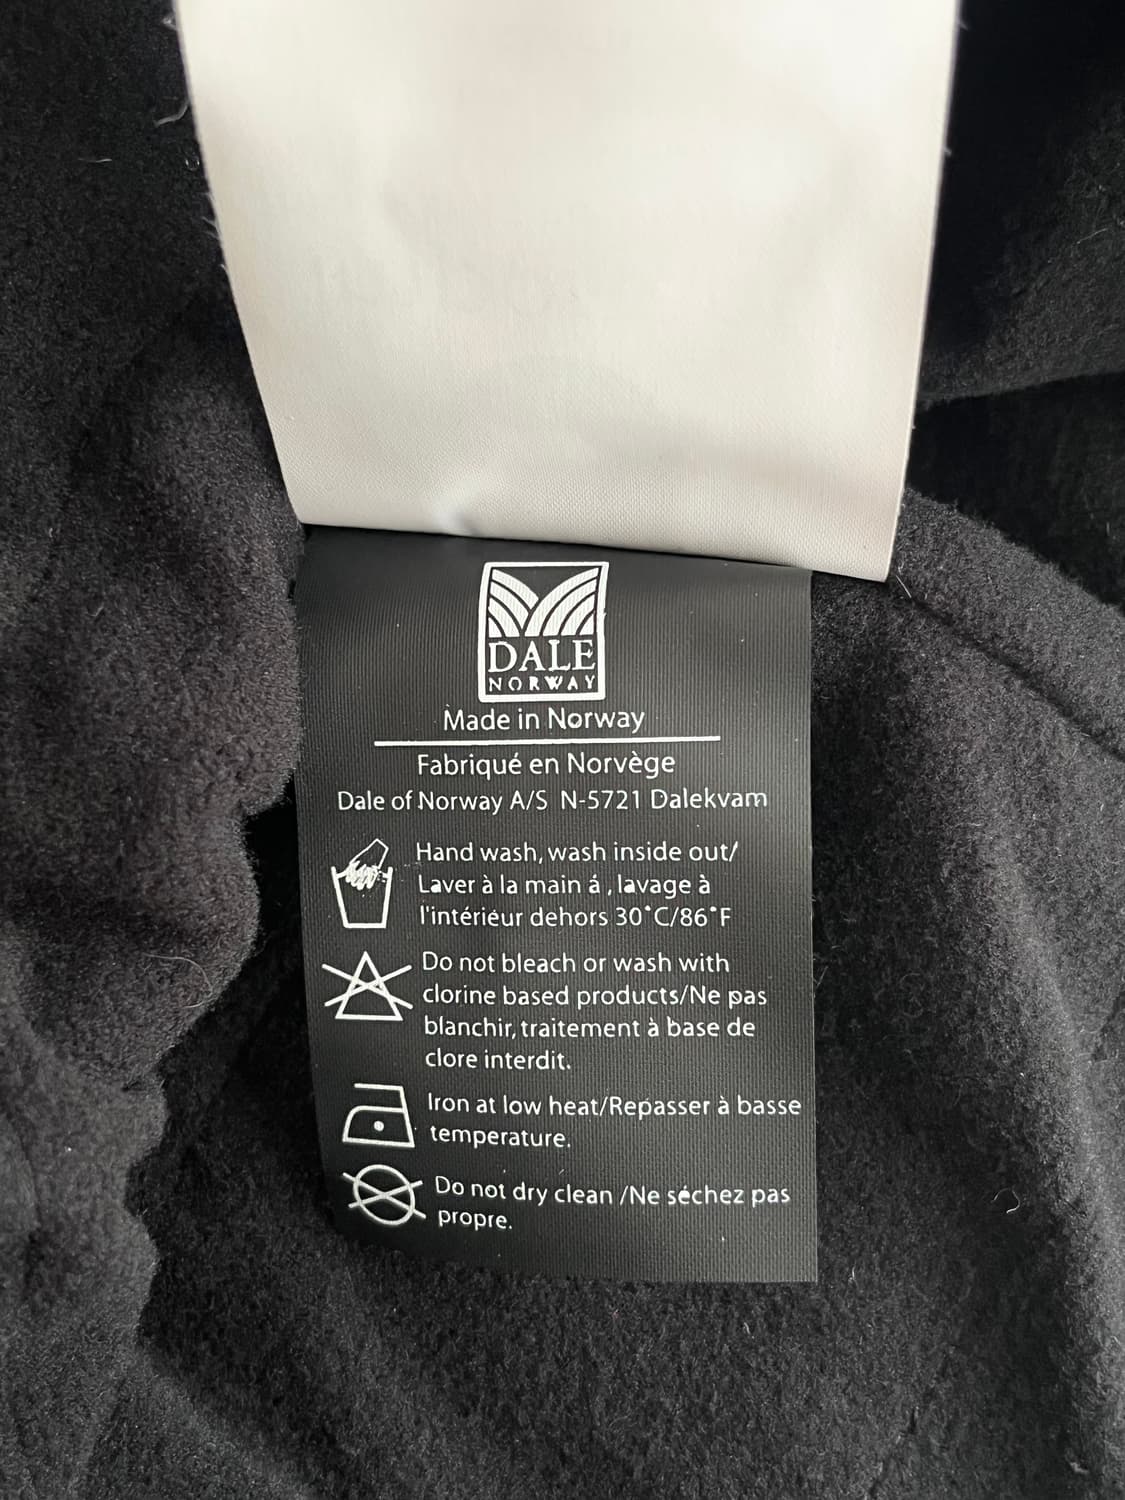 DALE
NORWAY
Made in Norway
Fabriqué en Norvège
Dale of Norway A/S N-5721 Dalekvam
Hand wash, wash inside out/
Laver à la main á , lavage à
l'intérieur dehors 30°C/86°F
Do not bleach or wash with
clorine based products/Ne pas
blanchir, traitement à base de
clore interdit.
Iron at low heat/Repasser à basse
temperature.
Do not dry clean /Ne séchez pas
propre.